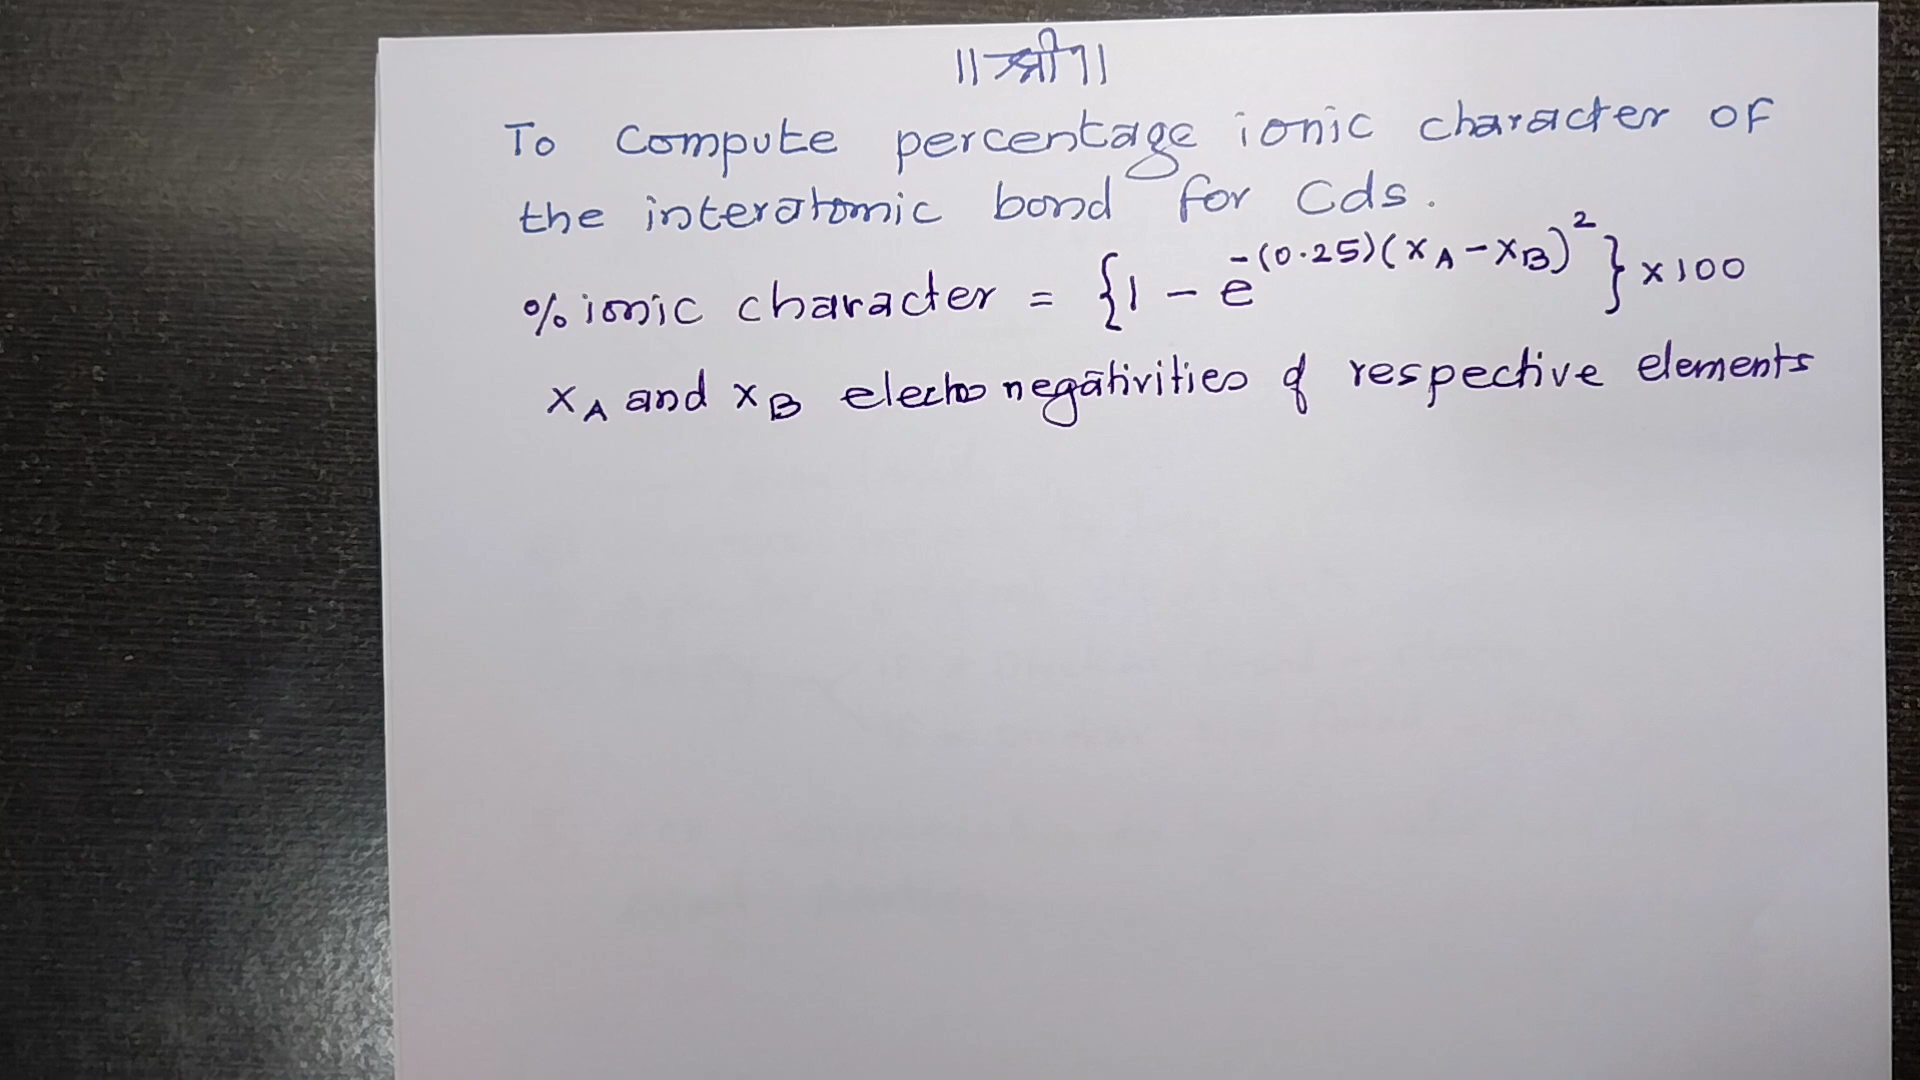 ॥ श्री ॥
To compute percentage ionic character of
the interatomic bond for Cds.
% ionic character = {1 - e^-(0.25)(xA-xB)^2} x 100
xA and xB electronegativities of respective elements